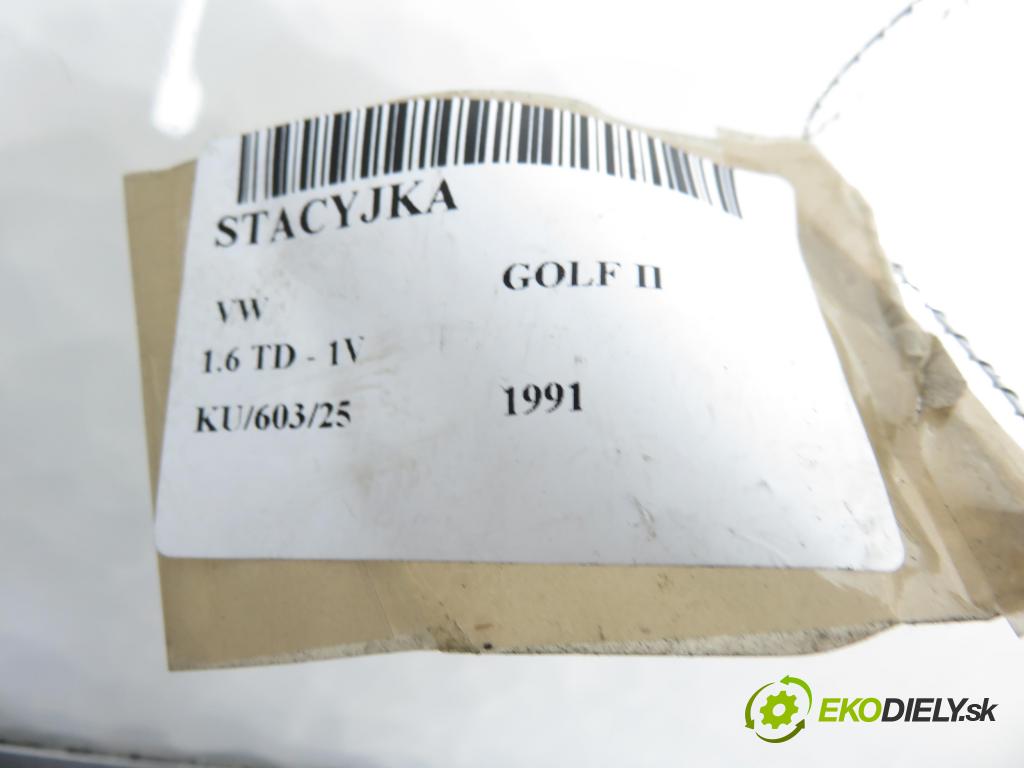 STACYJKA
GOLF II
VW
1.6 TD - 1V
KU/603/25
1991
EKODIELY.sk